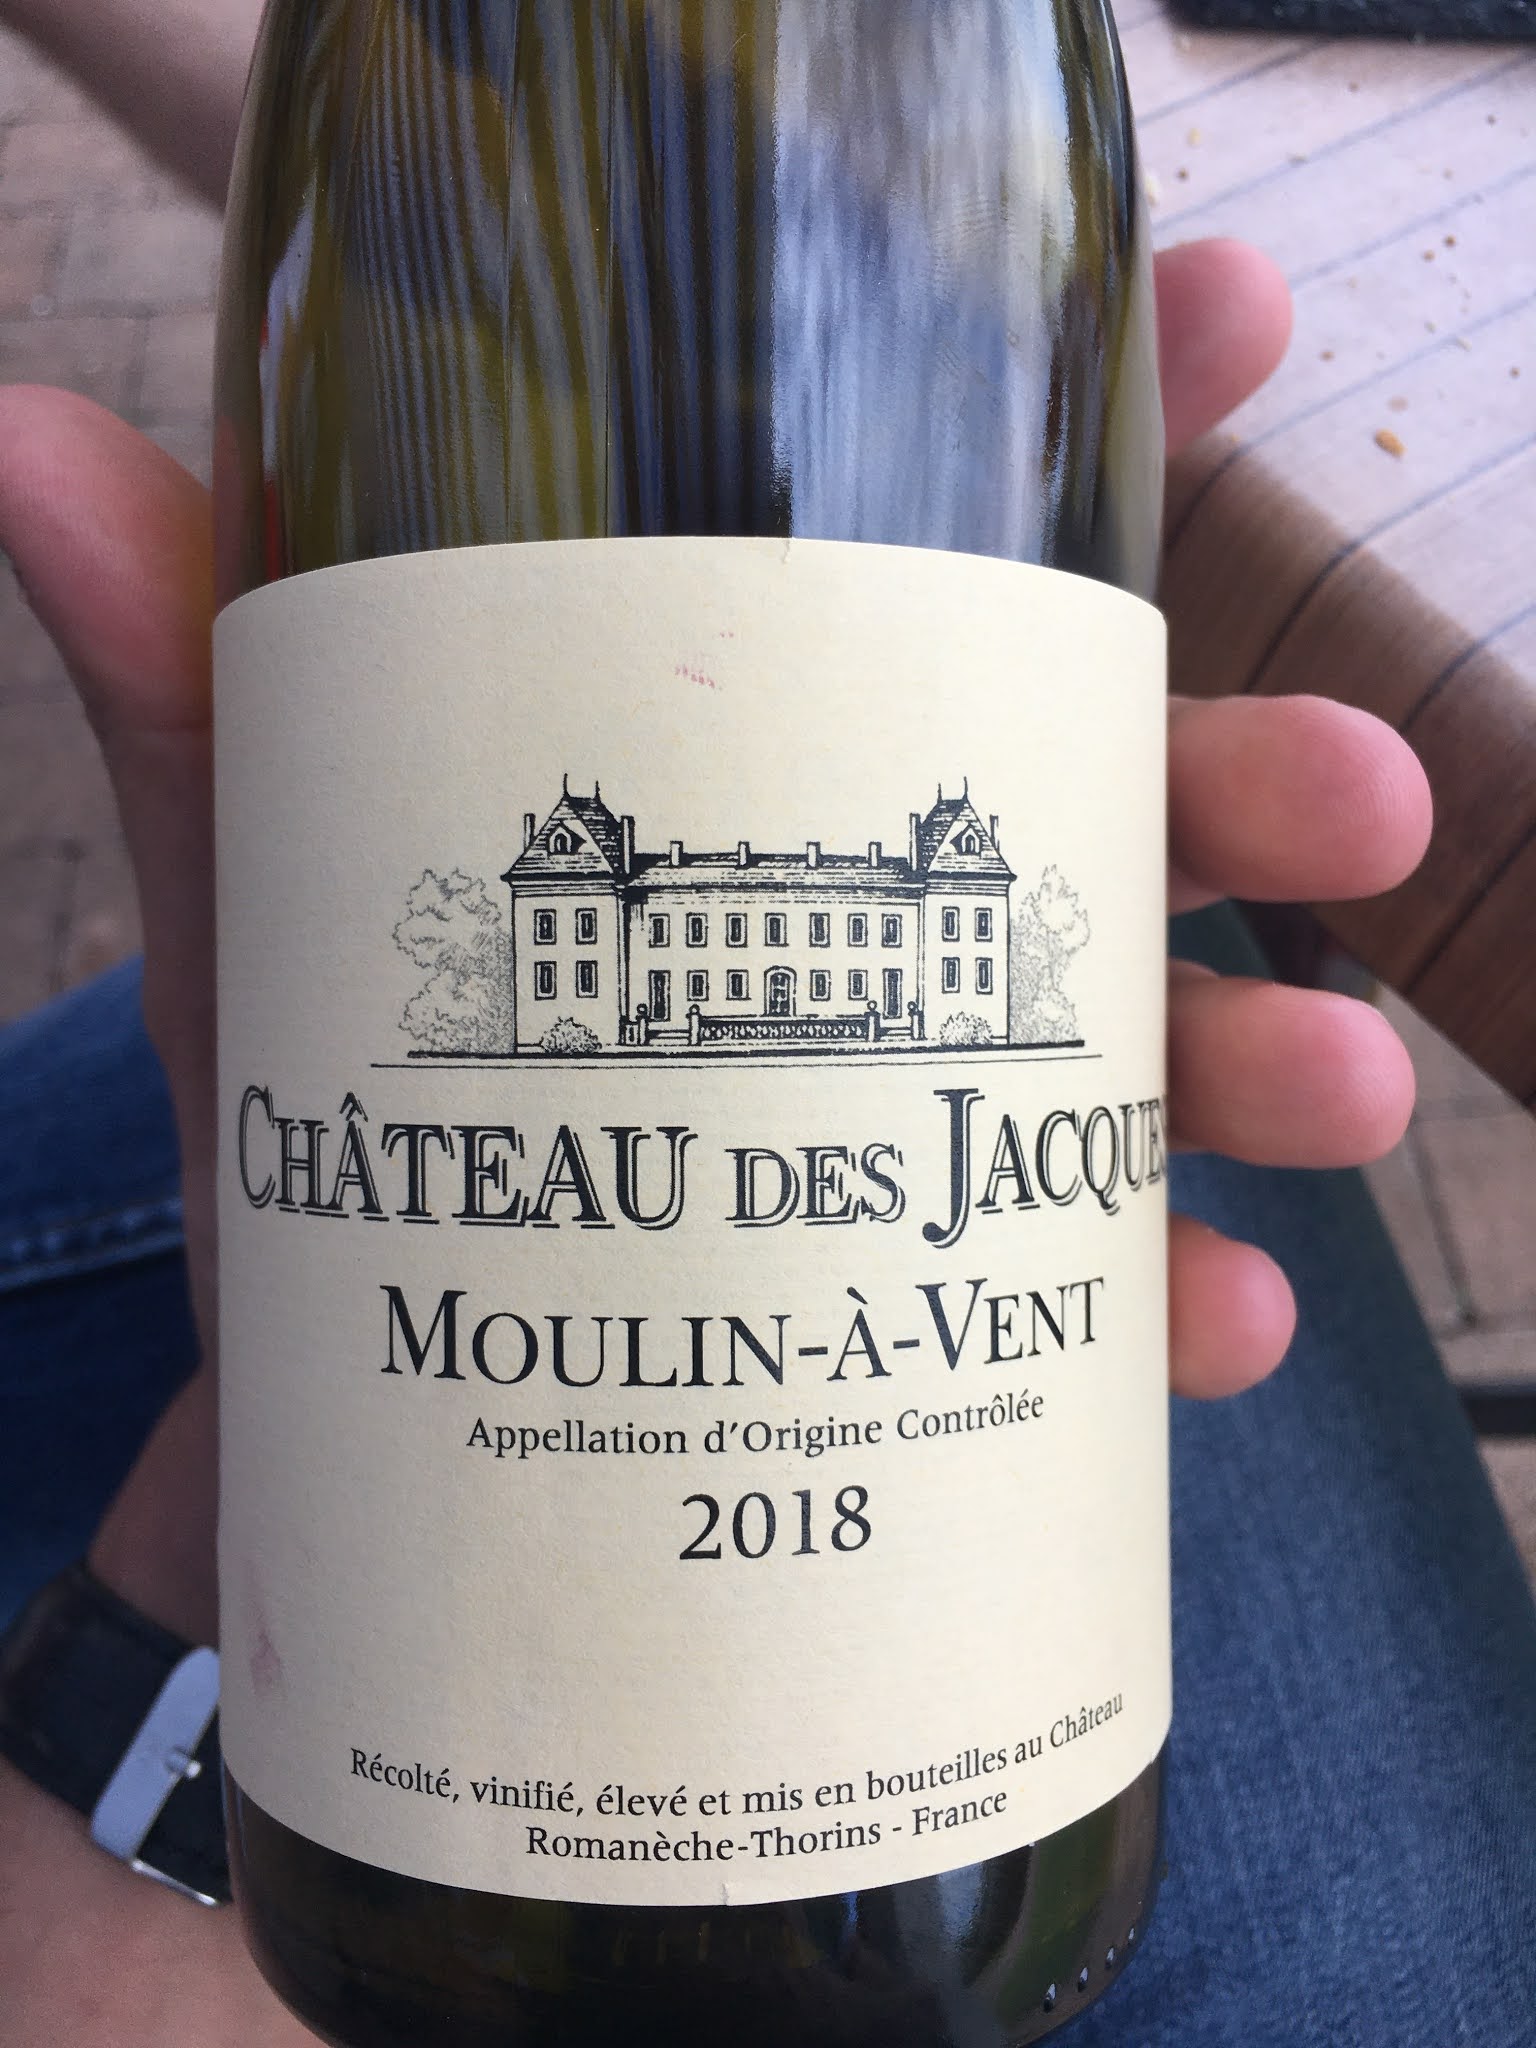 CHÂTEAU DES JACQUES
MOULIN-À-VENT
Appellation d'Origine Contrôlée
2018
Récolté, vinifié, élevé et mis en bouteilles au Château
Romanèche-Thorins - France